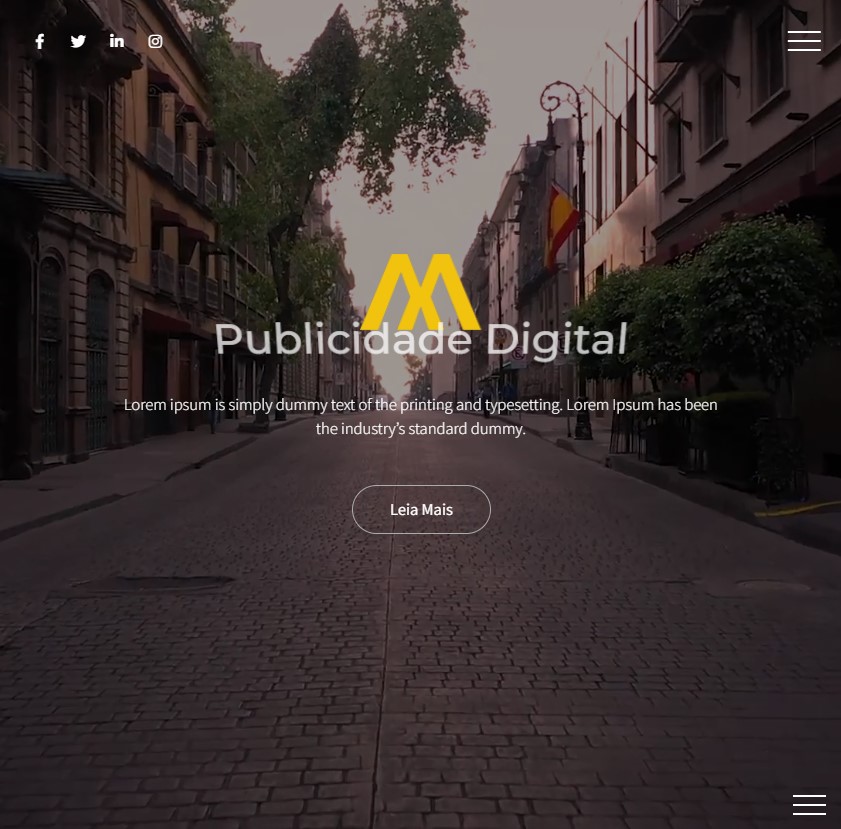 Publicidade Digital
Lorem ipsum is simply dummy text of the printing and typesetting. Lorem Ipsum has been
the industry's standard dummy.
Leia Mais